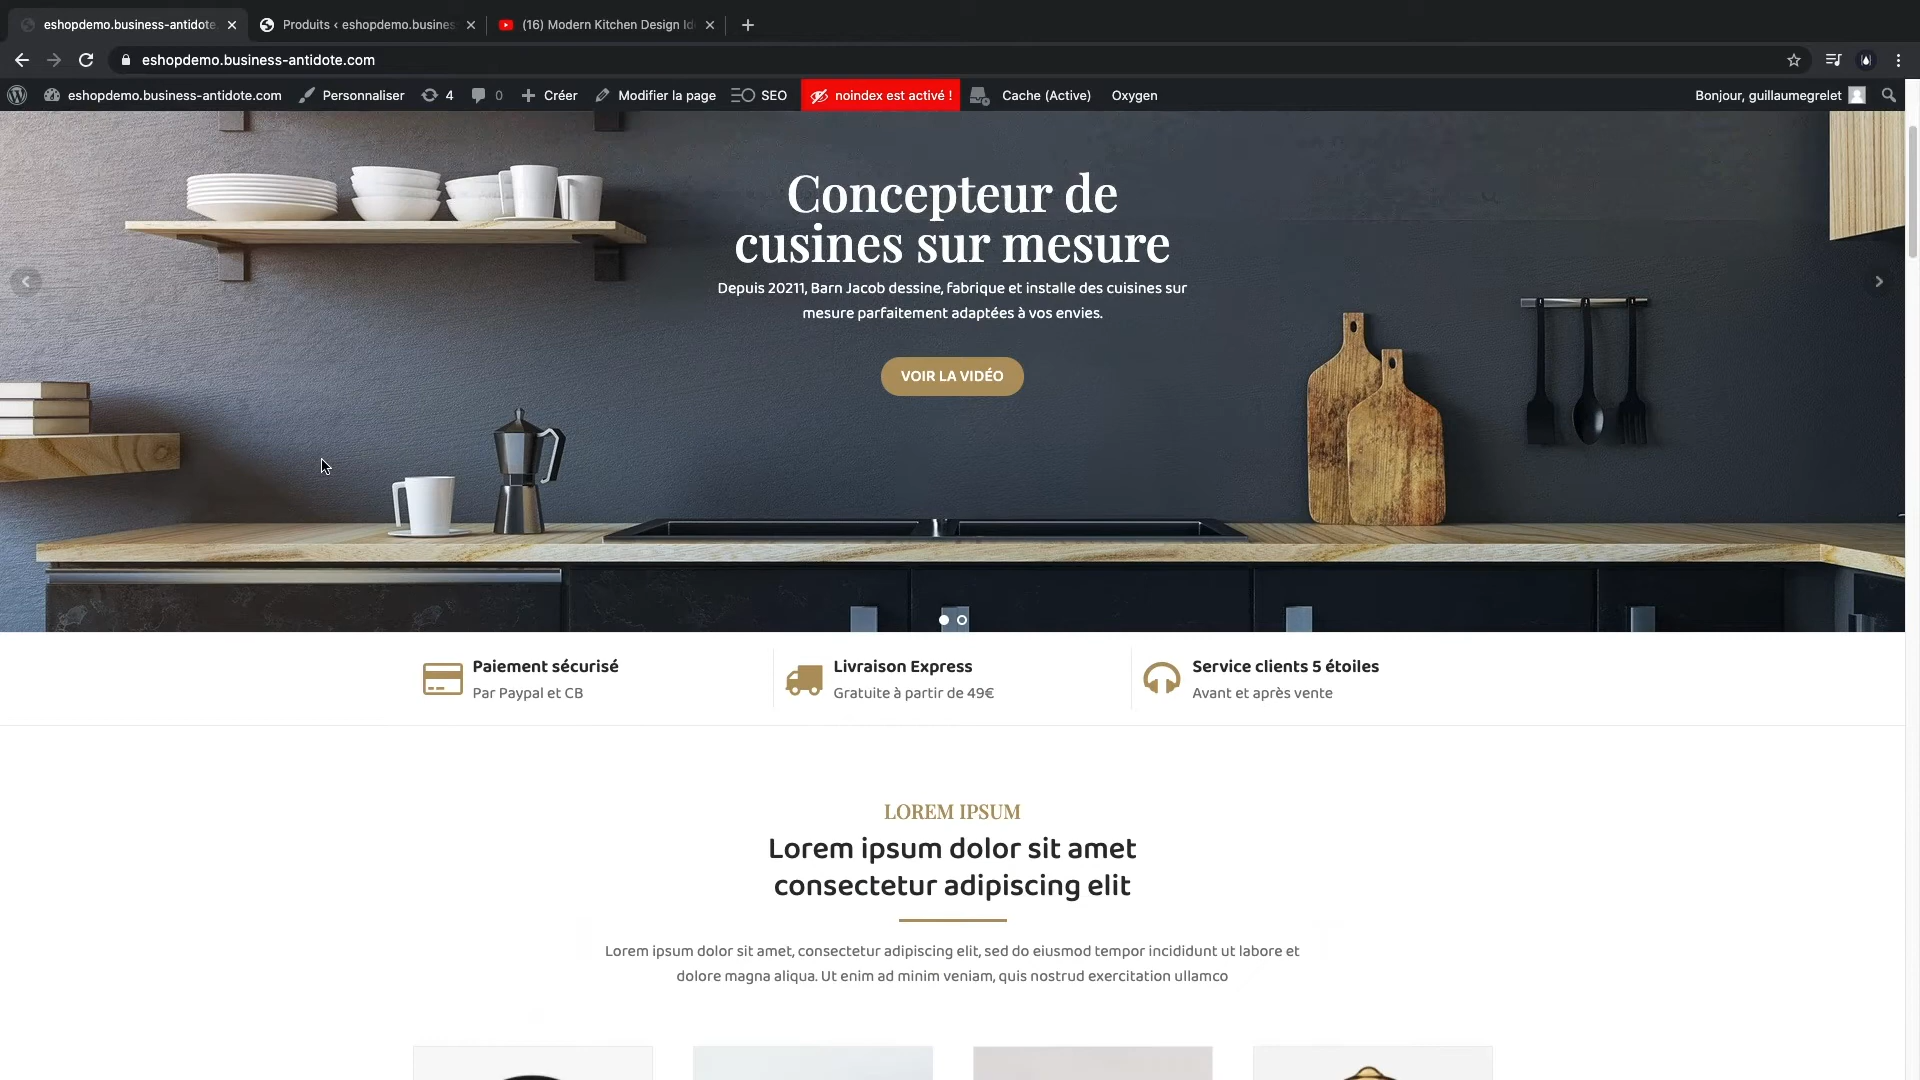 eshopdemo.business-antidote
Produits ‹ eshopdemo.busines
(16) Modern Kitchen Design Id
eshopdemo.business-antidote.com
eshopdemo.business-antidote.com
Personnaliser
4
0
Créer
Modifier la page
SEO
noindex est activé !
Cache (Active)
Oxygen
Bonjour, guillaumegrelet
Concepteur de
cusines sur mesure
Depuis 20211, Barn Jacob dessine, fabrique et installe des cuisines sur
mesure parfaitement adaptées à vos envies.
VOIR LA VIDÉO
Paiement sécurisé
Par Paypal et CB
Livraison Express
Gratuite à partir de 49€
Service clients 5 étoiles
Avant et après vente
LOREM IPSUM
Lorem ipsum dolor sit amet
consectetur adipiscing elit
Lorem ipsum dolor sit amet, consectetur adipiscing elit, sed do eiusmod tempor incididunt ut labore et
dolore magna aliqua. Ut enim ad minim veniam, quis nostrud exercitation ullamco